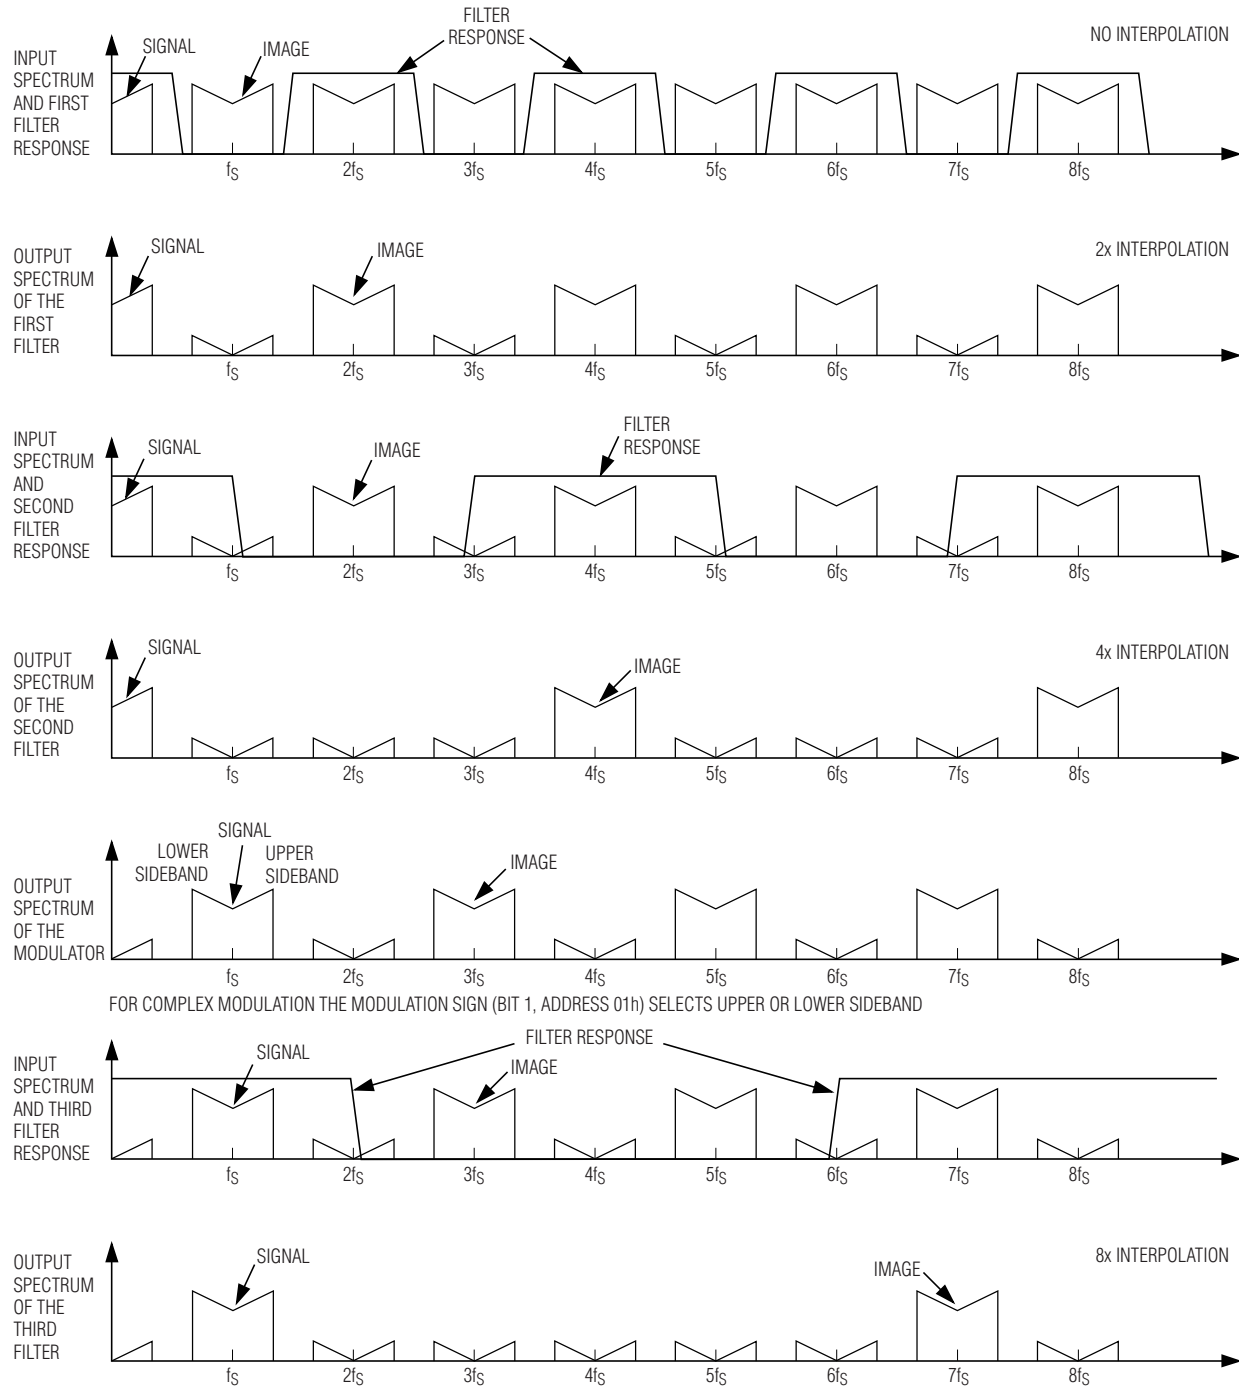 FILTER
RESPONSE
NO INTERPOLATION
SIGNAL
IMAGE
INPUT
SPECTRUM
AND FIRST
FILTER
RESPONSE
fS 2fS 3fS 4fS 5fS 6fS 7fS 8fS
OUTPUT
SPECTRUM
OF THE
FIRST
FILTER
SIGNAL
IMAGE
2x INTERPOLATION
fS 2fS 3fS 4fS 5fS 6fS 7fS 8fS
INPUT
SPECTRUM
AND
SECOND
FILTER
RESPONSE
SIGNAL
IMAGE
FILTER
RESPONSE
fS 2fS 3fS 4fS 5fS 6fS 7fS 8fS
OUTPUT
SPECTRUM
OF THE
SECOND
FILTER
SIGNAL
IMAGE
4x INTERPOLATION
fS 2fS 3fS 4fS 5fS 6fS 7fS 8fS
OUTPUT
SPECTRUM
OF THE
MODULATOR
LOWER
SIDEBAND
SIGNAL
UPPER
SIDEBAND
IMAGE
fS 2fS 3fS 4fS 5fS 6fS 7fS 8fS
FOR COMPLEX MODULATION THE MODULATION SIGN (BIT 1, ADDRESS 01h) SELECTS UPPER OR LOWER SIDEBAND
INPUT
SPECTRUM
AND THIRD
FILTER
RESPONSE
SIGNAL
FILTER RESPONSE
IMAGE
fS 2fS 3fS 4fS 5fS 6fS 7fS 8fS
OUTPUT
SPECTRUM
OF THE
THIRD
FILTER
SIGNAL
IMAGE
8x INTERPOLATION
fS 2fS 3fS 4fS 5fS 6fS 7fS 8fS